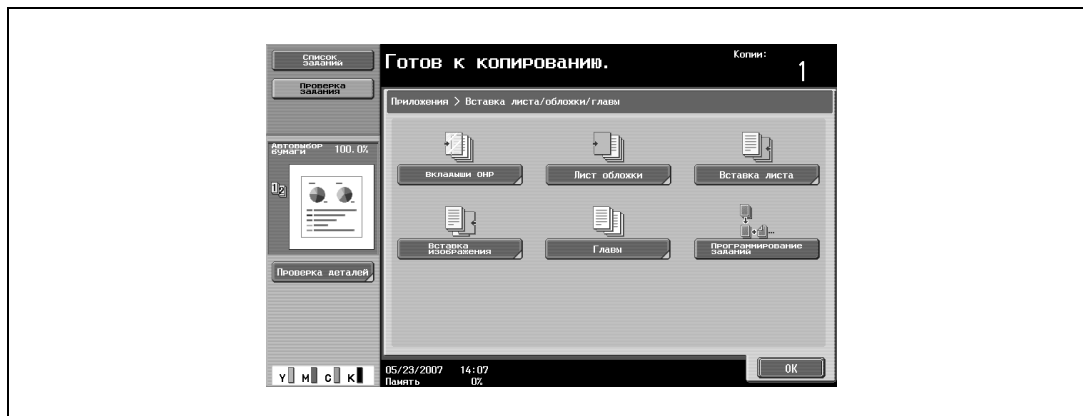 Список
заданий
Проверка
задания
Готов к копированию.
Копии:
1
Приложения > Вставка листа/обложки/главы
Автовыбор
бумаги
100.0%
1 2
Вкладыши OHP
Лист обложки
Вставка листа
Вставка
изображения
Главы
Программирование
заданий
Проверка деталей
Y M C K
05/23/2007 14:07
Память 0%
OK